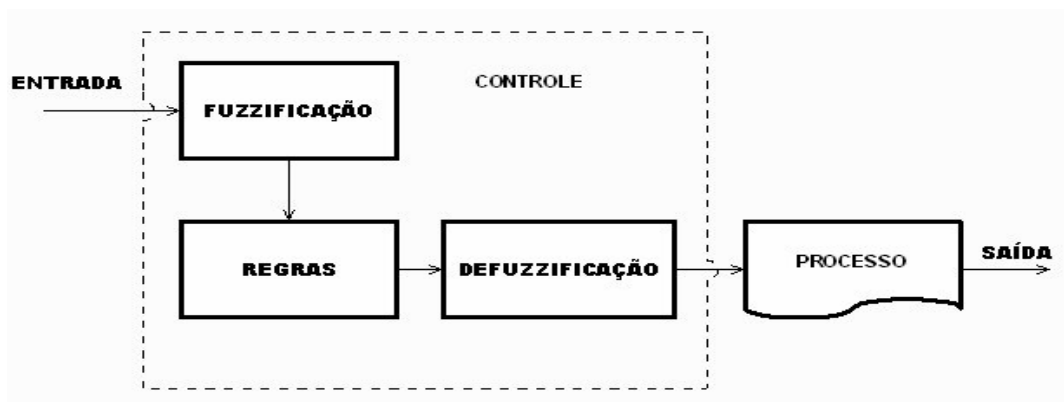 CONTROLE
ENTRADA
FUZZIFICAÇÃO
REGRAS
DEFUZZIFICAÇÃO
PROCESSO
SAÍDA